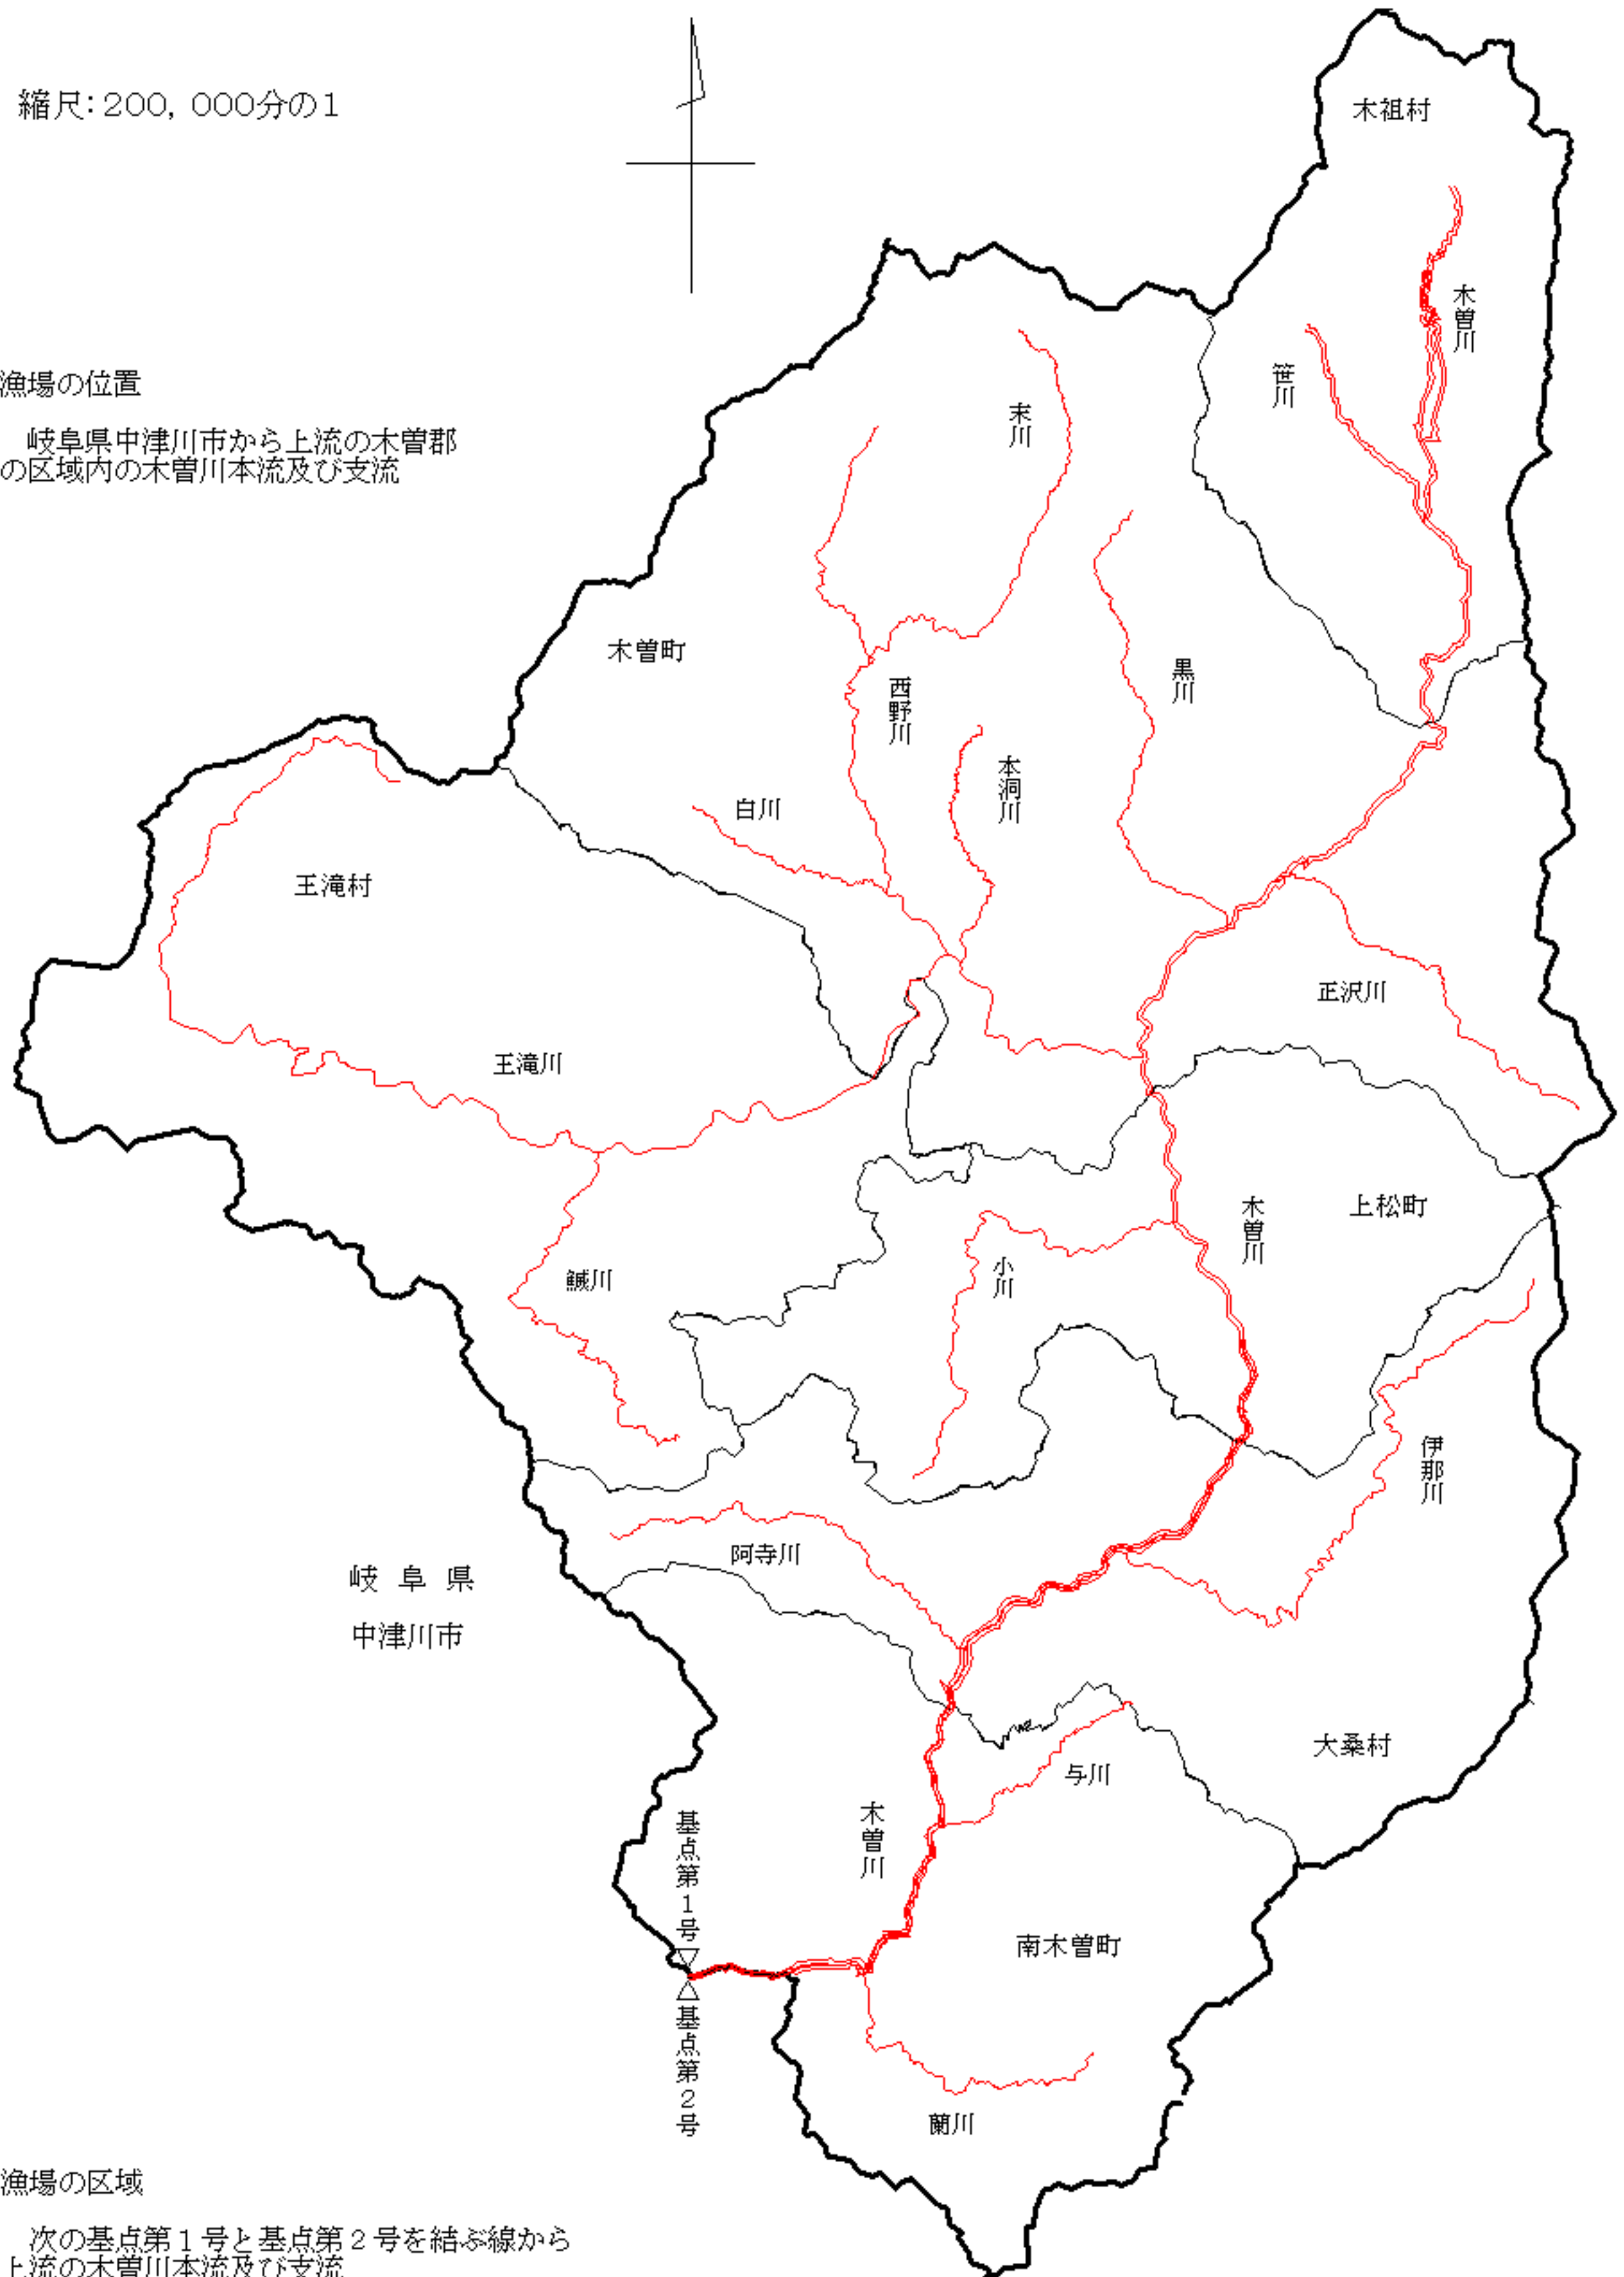 縮尺:200,000分の1
木祖村
木曽川
笹川
漁場の位置
岐阜県中津川市から上流の木曽郡
の区域内の木曽川本流及び支流
末川
木曽町
西野川
黒川
本洞川
白川
王滝村
正沢川
王滝川
木曽川
上松町
小川
鯎川
伊那川
阿寺川
岐阜県
中津川市
大桑村
与川
木曽川
基点第1号
南木曽町
基点第2号
蘭川
漁場の区域
次の基点第1号と基点第2号を結ぶ線から
上流の木曽川本流及び支流